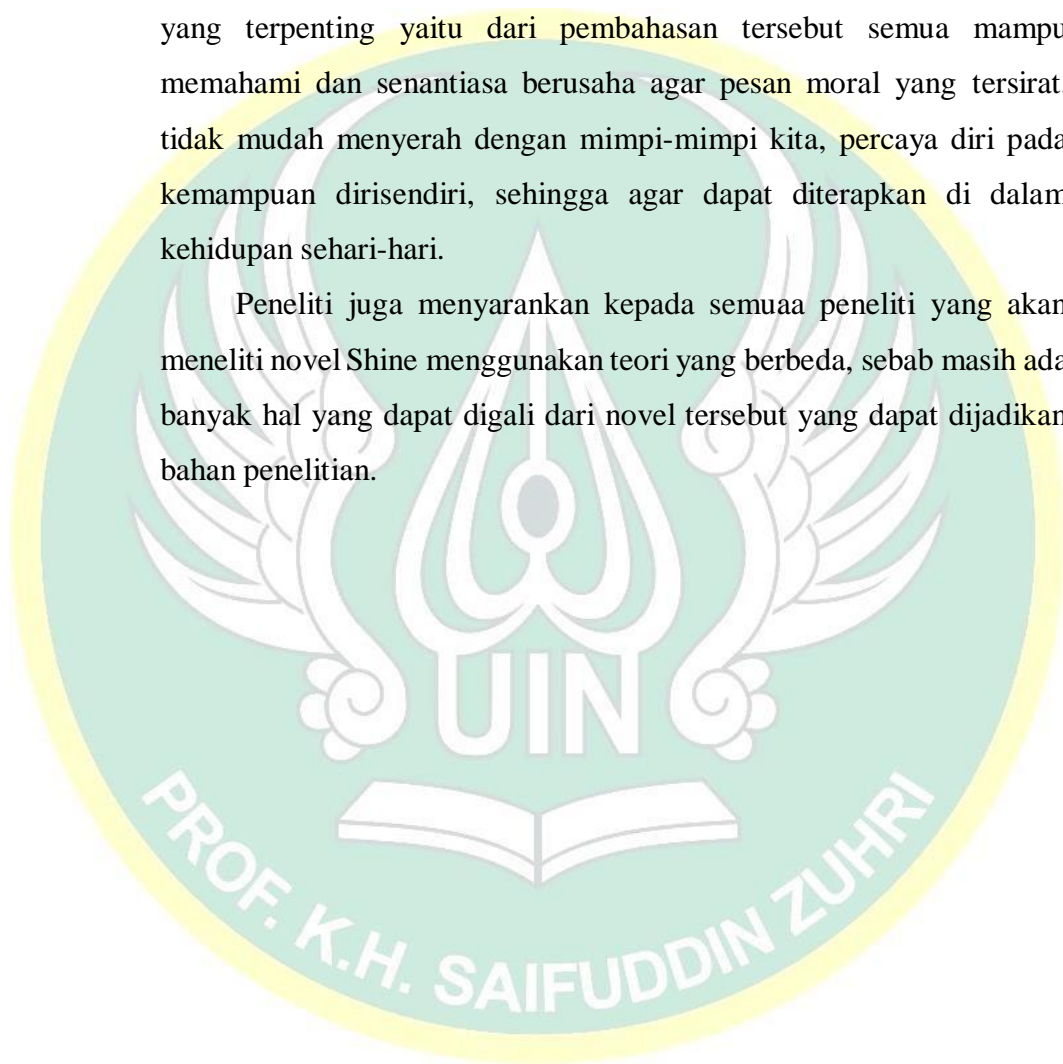 yang terpenting yaitu dari pembahasan tersebut semua mampu
memahami dan senantiasa berusaha agar pesan moral yang tersirat.
tidak mudah menyerah dengan mimpi-mimpi kita, percaya diri pada
kemampuan dirisendiri, sehingga agar dapat diterapkan di dalam
kehidupan sehari-hari.
Peneliti juga menyarankan kepada semuaa peneliti yang akan
meneliti novel Shine menggunakan teori yang berbeda, sebab masih ada
banyak hal yang dapat digali dari novel tersebut yang dapat dijadikan
bahan penelitian.
UIN
PROF. K.H. SAIFUDDIN ZUHRI